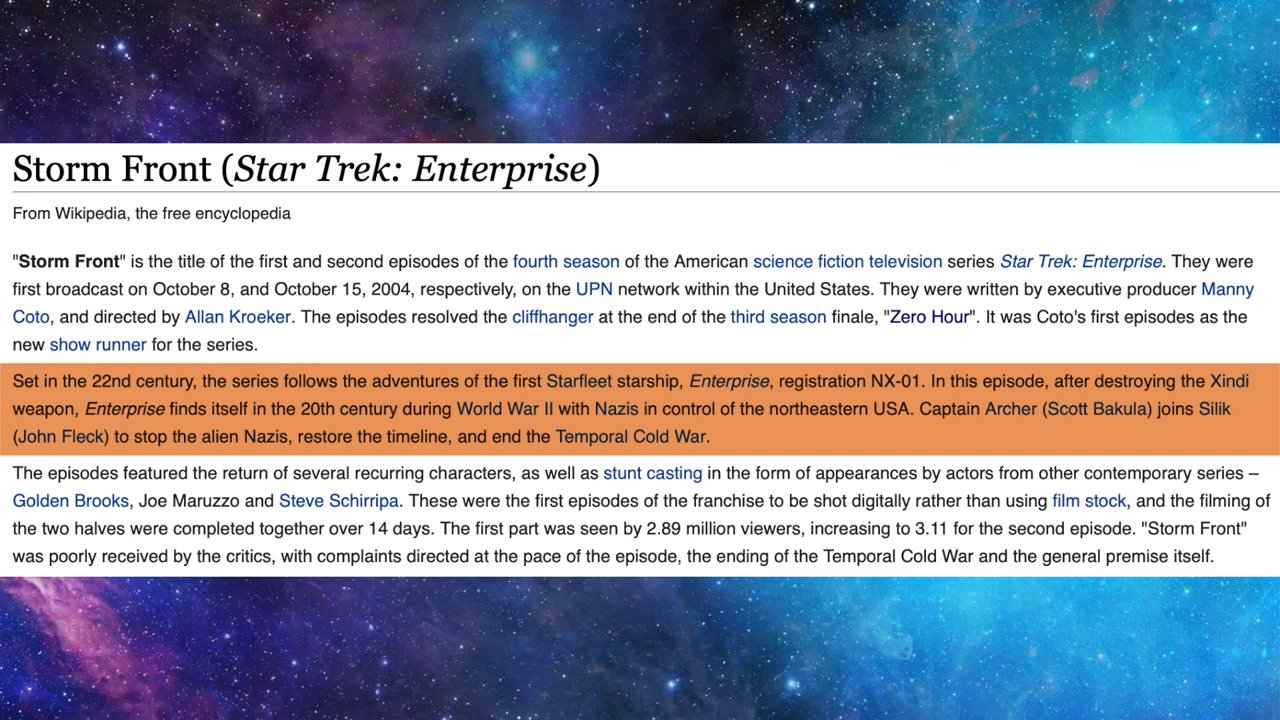 Storm Front (Star Trek: Enterprise)
From Wikipedia, the free encyclopedia
"Storm Front" is the title of the first and second episodes of the fourth season of the American science fiction television series Star Trek: Enterprise. They were
first broadcast on October 8, and October 15, 2004, respectively, on the UPN network within the United States. They were written by executive producer Manny
Coto, and directed by Allan Kroeker. The episodes resolved the cliffhanger at the end of the third season finale, "Zero Hour". It was Coto's first episodes as the
new show runner for the series.
Set in the 22nd century, the series follows the adventures of the first Starfleet starship, Enterprise, registration NX-01. In this episode, after destroying the Xindi
weapon, Enterprise finds itself in the 20th century during World War II with Nazis in control of the northeastern USA. Captain Archer (Scott Bakula) joins Silik
(John Fleck) to stop the alien Nazis, restore the timeline, and end the Temporal Cold War.
The episodes featured the return of several recurring characters, as well as stunt casting in the form of appearances by actors from other contemporary series –
Golden Brooks, Joe Maruzzo and Steve Schirripa. These were the first episodes of the franchise to be shot digitally rather than using film stock, and the filming of
the two halves were completed together over 14 days. The first part was seen by 2.89 million viewers, increasing to 3.11 for the second episode. "Storm Front"
was poorly received by the critics, with complaints directed at the pace of the episode, the ending of the Temporal Cold War and the general premise itself.